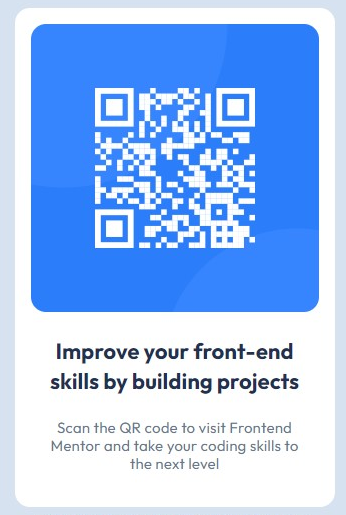 Improve your front-end
skills by building projects
Scan the QR code to visit Frontend
Mentor and take your coding skills to
the next level